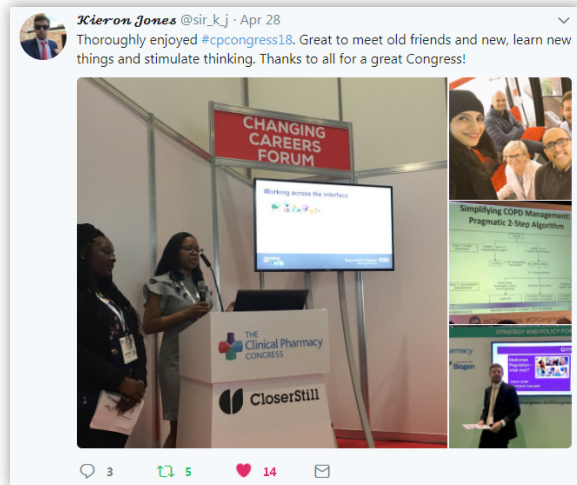 Kieron Jones @sir_k_j · Apr 28
Thoroughly enjoyed #cpcongress18. Great to meet old friends and new, learn new
things and stimulate thinking. Thanks to all for a great Congress!
CHANGING
CAREERS
FORUM
Working across the interface
THE
Clinical Pharmacy
CONGRESS
CloserStill
Simplifying COPD Management:
Pragmatic 2-Step Algorithm
STRATEGY AND POLICY FOR
Biogen
Medicines
3
5
14